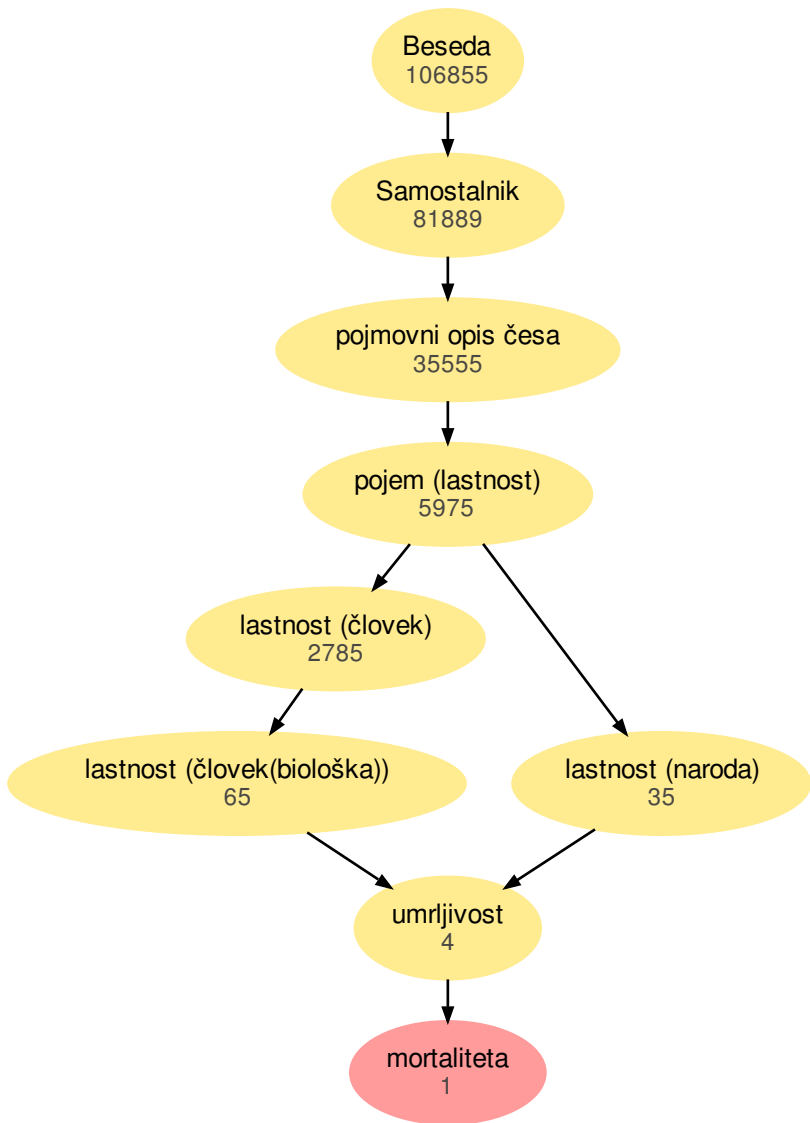 Beseda
106855
Samostalnik
81889
pojmovni opis česa
35555
pojem (lastnost)
5975
lastnost (človek)
2785
lastnost (človek(biološka))
65
lastnost (naroda)
35
umrljivost
4
mortaliteta
1